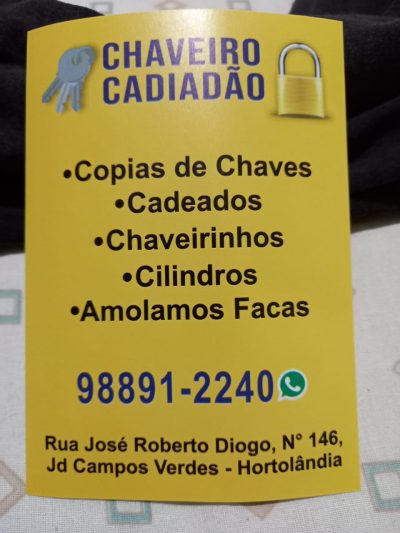 CHAVEIRO
CADIADÃO
•Copias de Chaves
•Cadeados
•Chaveirinhos
•Cilindros
•Amolamos Facas
98891-2240
Rua José Roberto Diogo, N° 146,
Jd Campos Verdes - Hortolândia